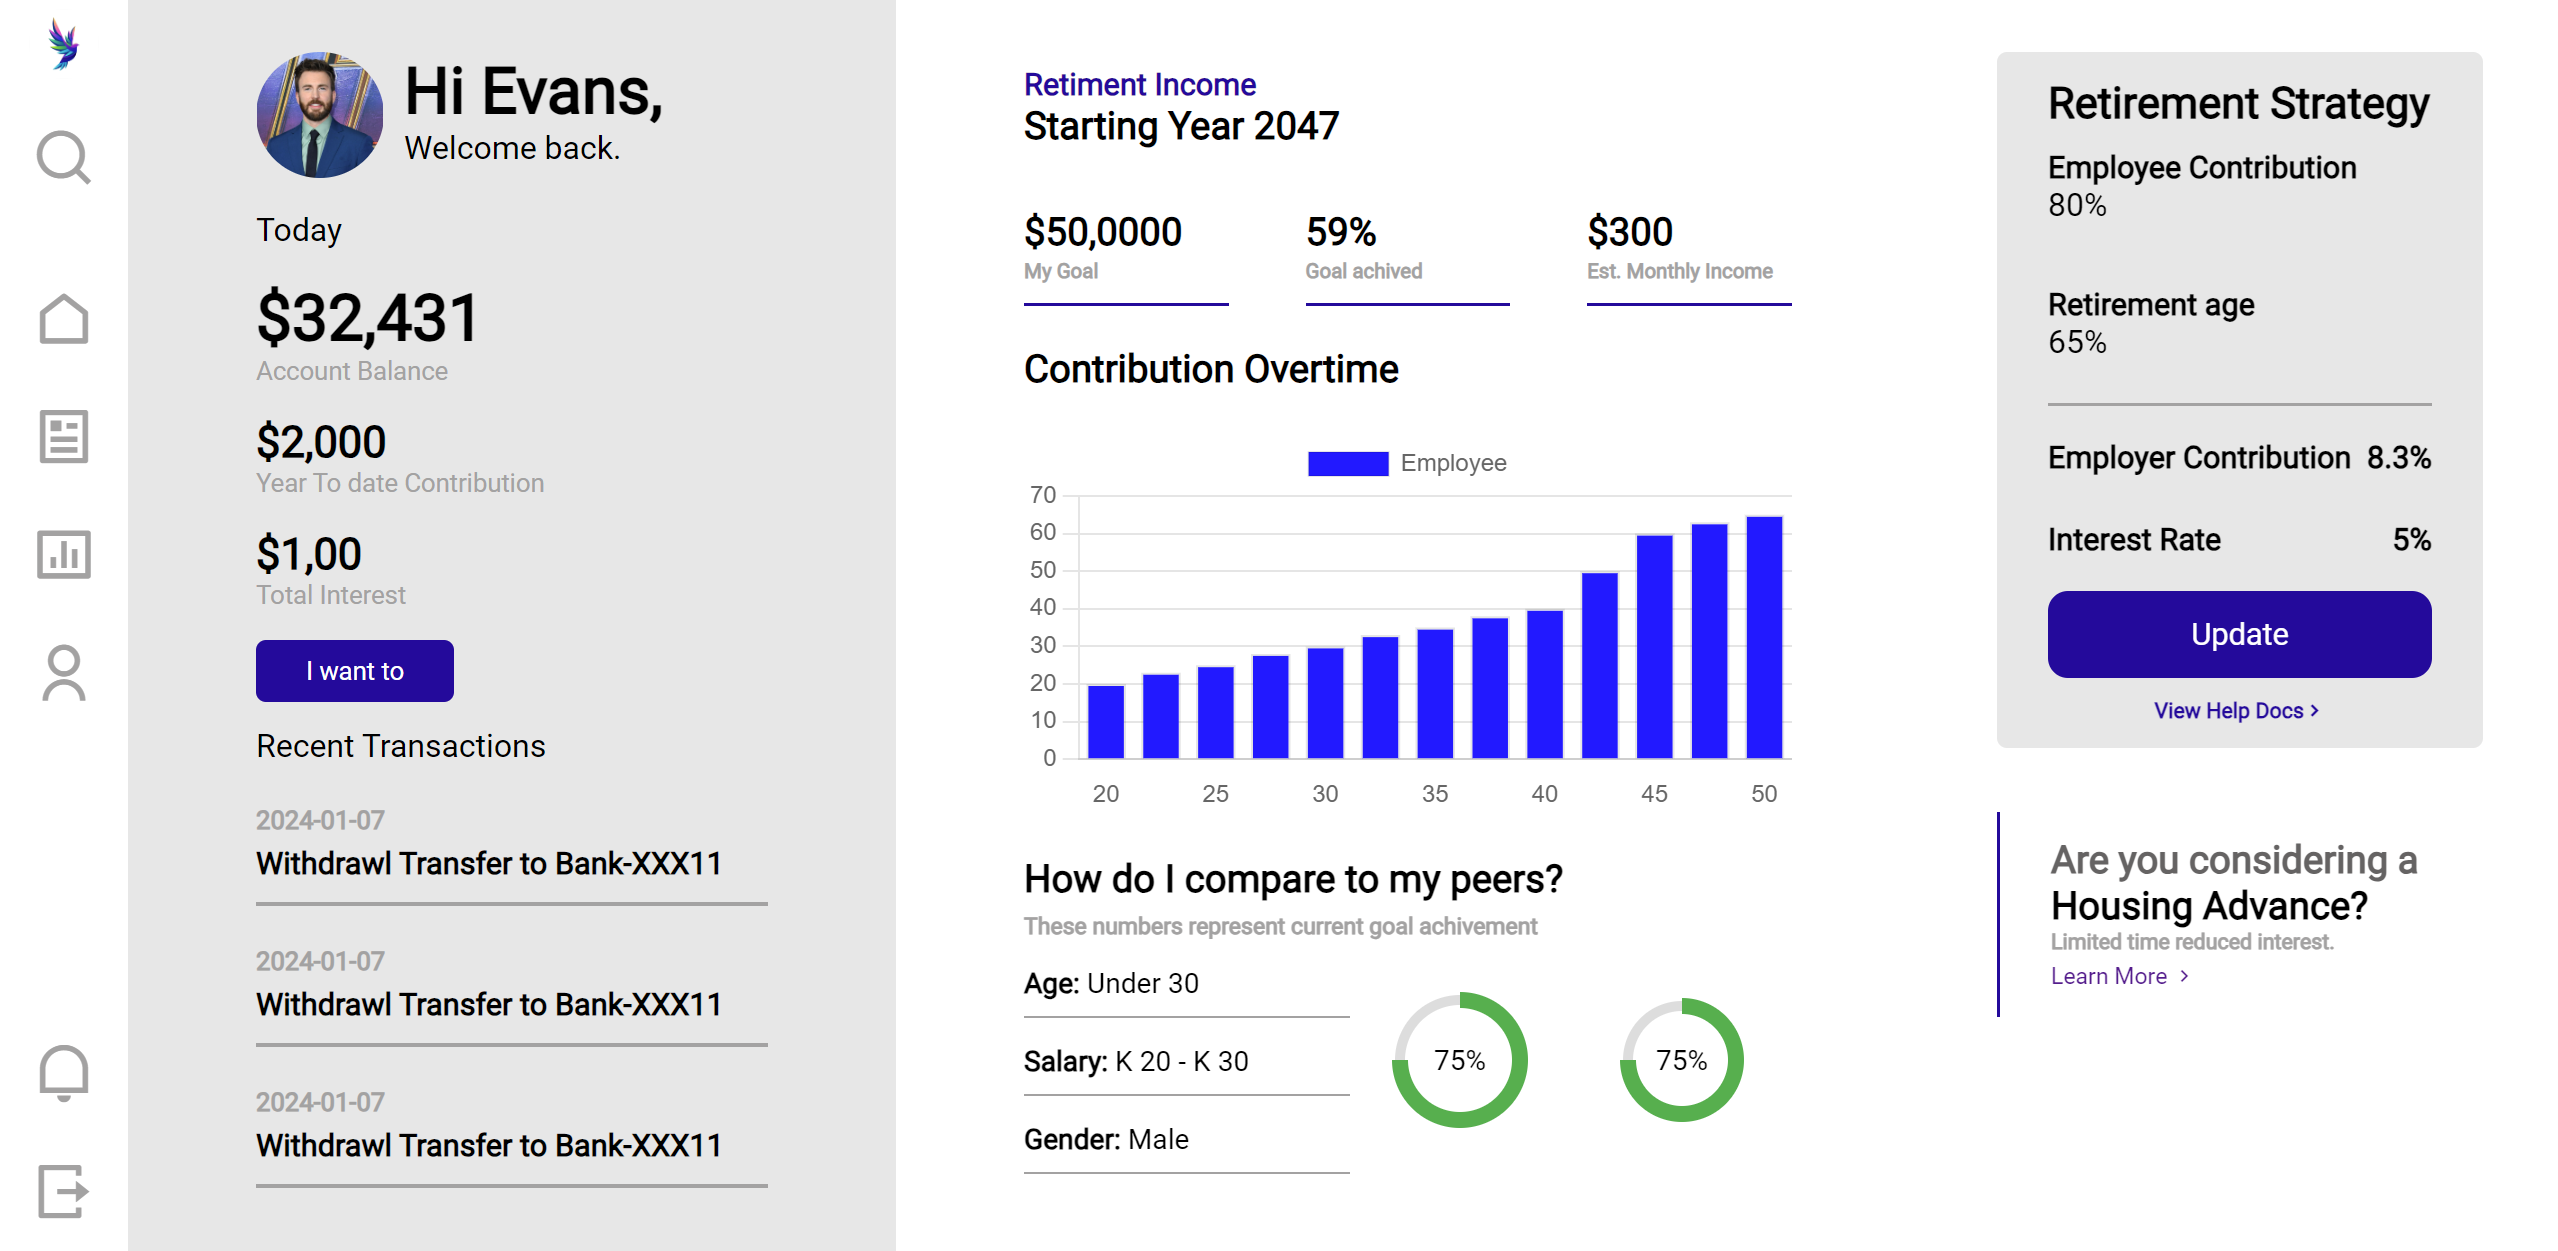 Hi Evans,
Welcome back.
Today
$32,431
Account Balance
$2,000
Year To date Contribution
$1,00
Total Interest
I want to
Recent Transactions
2024-01-07
Withdrawl Transfer to Bank-XXX11
2024-01-07
Withdrawl Transfer to Bank-XXX11
2024-01-07
Withdrawl Transfer to Bank-XXX11
Retiment Income
Starting Year 2047
$50,0000
My Goal
59%
Goal achived
$300
Est. Monthly Income
Contribution Overtime
Employee
70
60
50
40
30
20
10
0
20 25 30 35 40 45 50
How do I compare to my peers?
These numbers represent current goal achivement
Age: Under 30
Salary: K 20 - K 30
Gender: Male
75%
75%
Retirement Strategy
Employee Contribution
80%
Retirement age
65%
Employer Contribution 8.3%
Interest Rate 5%
Update
View Help Docs >
Are you considering a
Housing Advance?
Limited time reduced interest.
Learn More >